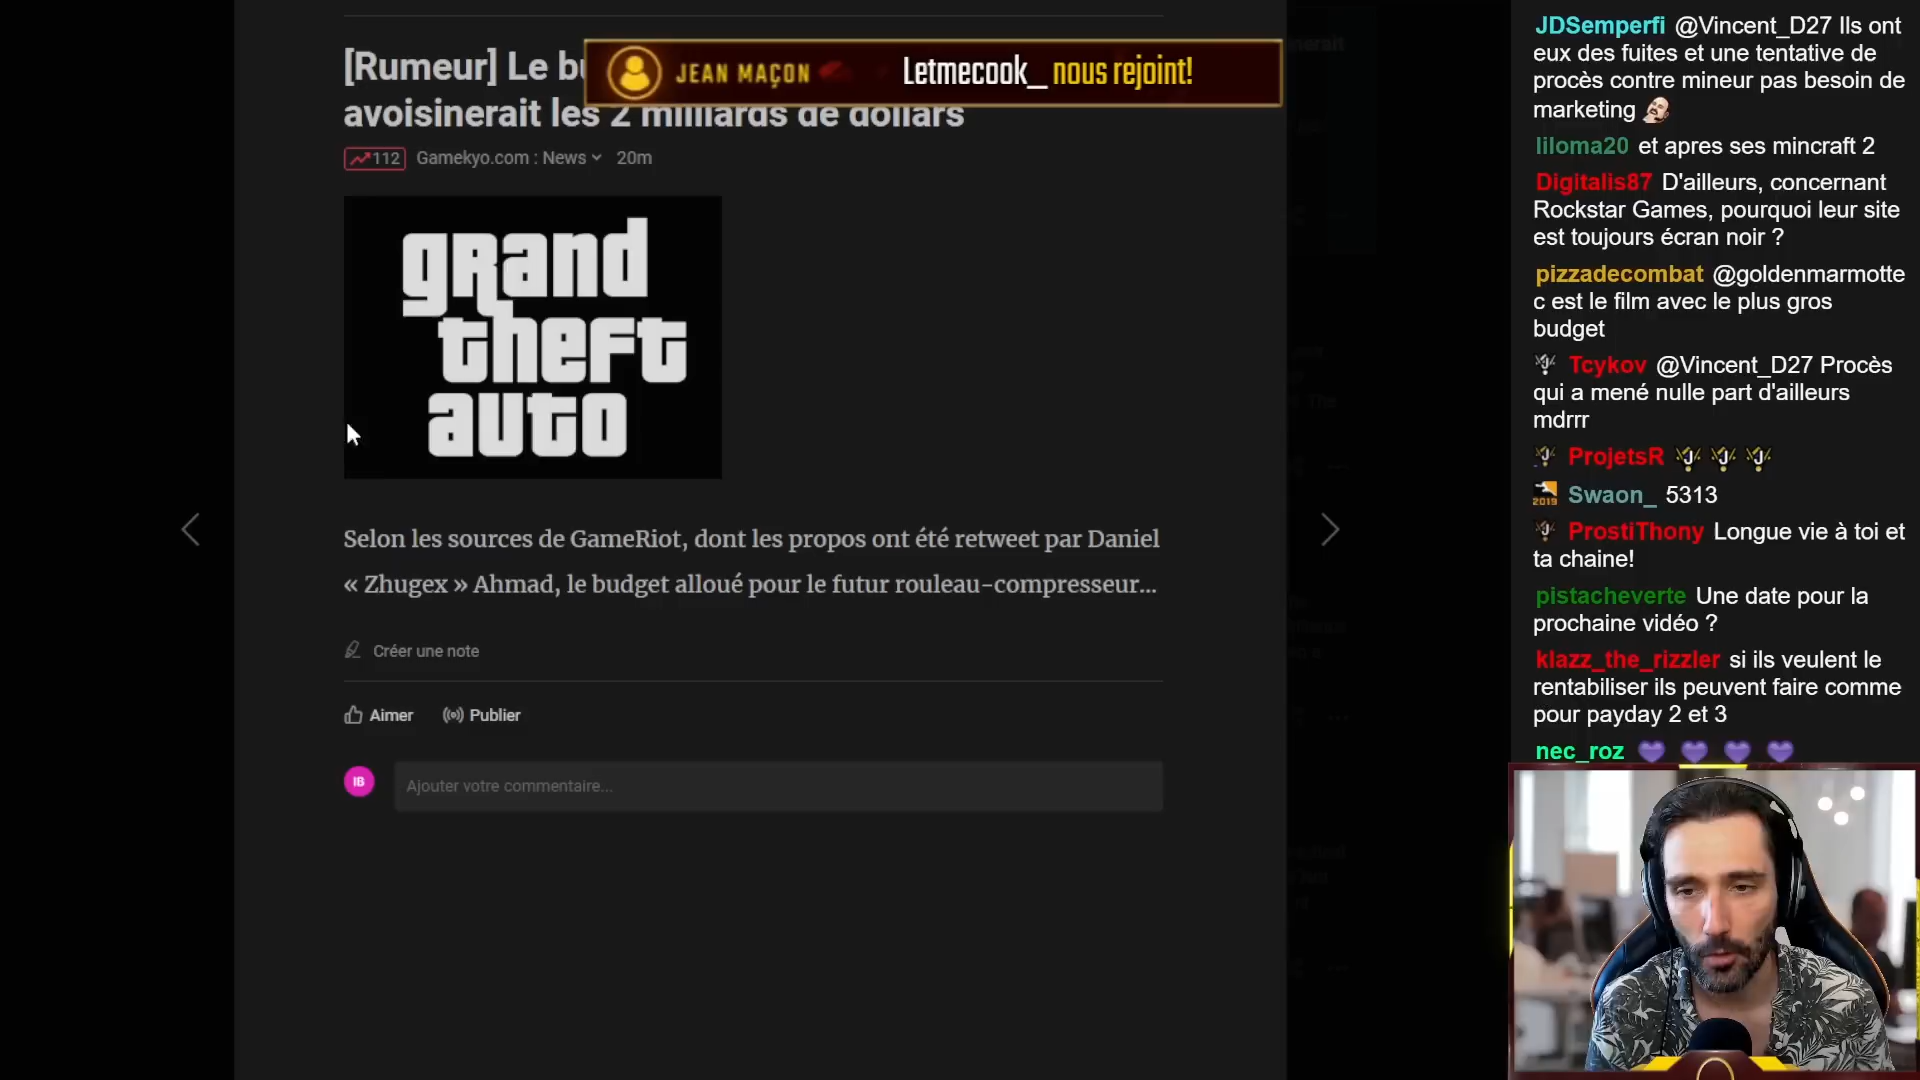 [Rumeur] Le bu
avoisinerait les 2 milliards de dollars
JEAN MAÇON
Letmecook_ nous rejoint!
112 Gamekyo.com : News 20m
grand
theft
auto
Selon les sources de GameRiot, dont les propos ont été retweet par Daniel
« Zhugex » Ahmad, le budget alloué pour le futur rouleau-compresseur...
Créer une note
Aimer Publier
IB Ajouter votre commentaire...
JDSemperfi @Vincent_D27 Ils ont
eux des fuites et une tentative de
procès contre mineur pas besoin de
marketing
liloma20 et apres ses mincraft 2
Digitalis87 D'ailleurs, concernant
Rockstar Games, pourquoi leur site
est toujours écran noir ?
pizzadecombat @goldenmarmotte
c est le film avec le plus gros
budget
Tcykov @Vincent_D27 Procès
qui a mené nulle part d'ailleurs
mdrrr
ProjetsR
2019 Swaon_ 5313
ProstiThony Longue vie à toi et
ta chaine!
pistacheverte Une date pour la
prochaine vidéo ?
klazz_the_rizzler si ils veulent le
rentabiliser ils peuvent faire comme
pour payday 2 et 3
nec_roz